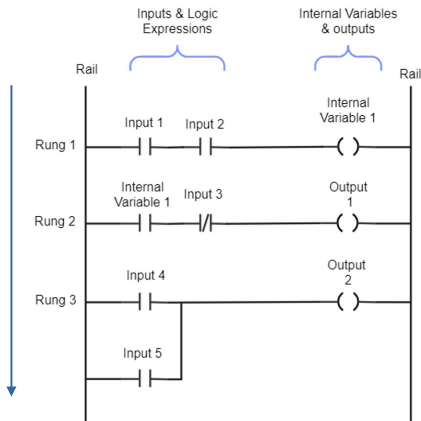 Inputs & Logic
Expressions
Internal Variables
& outputs
Rail
Rail
Internal
Variable 1
Input 1
Input 2
Rung 1
Internal
Variable 1
Input 3
Output
1
Rung 2
Input 4
Output
2
Rung 3
Input 5